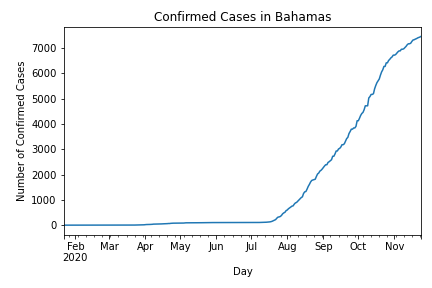 Confirmed Cases in Bahamas
Number of Confirmed Cases
7000
6000
5000
4000
3000
2000
1000
0
Feb Mar Apr May Jun Jul Aug Sep Oct Nov
2020
Day